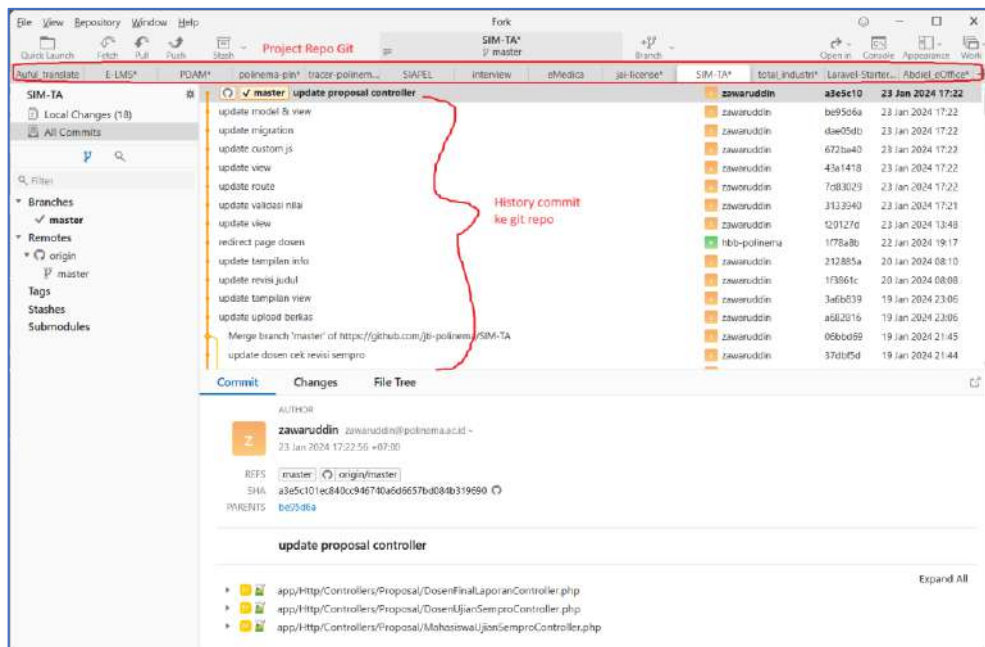 File View Repository Window Help
Fork
Quick Launch Fetch Pull Push Stash
Project Repo Git
SIM-TA*
master
Branch
Open in Console Appearance Work
Auful_translate E-LMS* PDAM* polinema-pin* tracer-polinem... SIAPEL interview eMedica jai-license* SIM-TA* total_industri* Laravel-Starter... Abdiel_eOffice*
SIM-TA
Local Changes (18)
All Commits
Filter
Branches
master
Remotes
origin
master
Tags
Stashes
Submodules
master update proposal controller zawaruddin a3e5c10 23 Jan 2024 17:22
update model & view zawaruddin be95d6a 23 Jan 2024 17:22
update migration zawaruddin dae05db 23 Jan 2024 17:22
update custom js zawaruddin 672ba40 23 Jan 2024 17:22
update view zawaruddin 43a1418 23 Jan 2024 17:22
update route zawaruddin 7d83029 23 Jan 2024 17:22
update validasi nilai zawaruddin 3133940 23 Jan 2024 17:21
update view zawaruddin f20127d 23 Jan 2024 13:48
redirect page dosen hbb-polinema 1f78a8b 22 Jan 2024 19:17
update tampilan info zawaruddin 212885a 20 Jan 2024 08:10
update revisi judul zawaruddin 1f3861c 20 Jan 2024 08:08
update tampilan view zawaruddin 3a6b839 19 Jan 2024 23:06
update upload berkas zawaruddin a682816 19 Jan 2024 23:06
Merge branch 'master' of https://github.com/jti-polinema/SIM-TA zawaruddin 06bbd69 19 Jan 2024 21:45
update dosen cek revisi sempro zawaruddin 37dbf5d 19 Jan 2024 21:44
History commit
ke git repo
Commit Changes File Tree
AUTHOR
Z
zawaruddin zawaruddin@polinema.ac.id
23 Jan 2024 17:22:56 +07:00
REFS master origin/master
SHA a3e5c101ec840cc946740a6d6657bd084b319690
PARENTS be95d6a
update proposal controller
Expand All
app/Http/Controllers/Proposal/DosenFinalLaporanController.php
app/Http/Controllers/Proposal/DosenUjianSemproController.php
app/Http/Controllers/Proposal/MahasiswaUjianSemproController.php